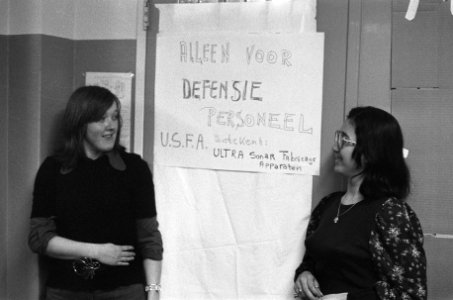 ALLEEN VOOR
DEFENSIE
PERSONEEL
U.S.F.A. betekent:
ULTRA Sonar Fabricage
Apparaten